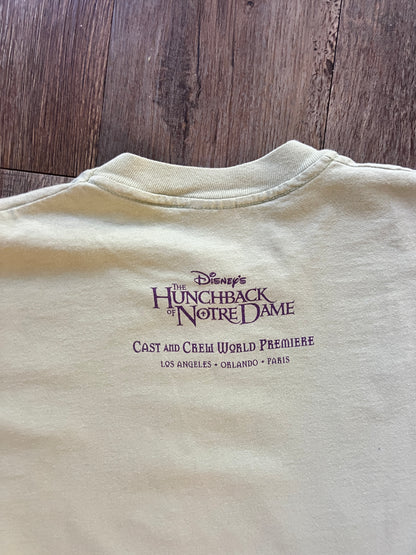 Disney's
THE
HUNCHBACK
OF NOTRE DAME
CAST AND CREW WORLD PREMIERE
LOS ANGELES • ORLANDO • PARIS